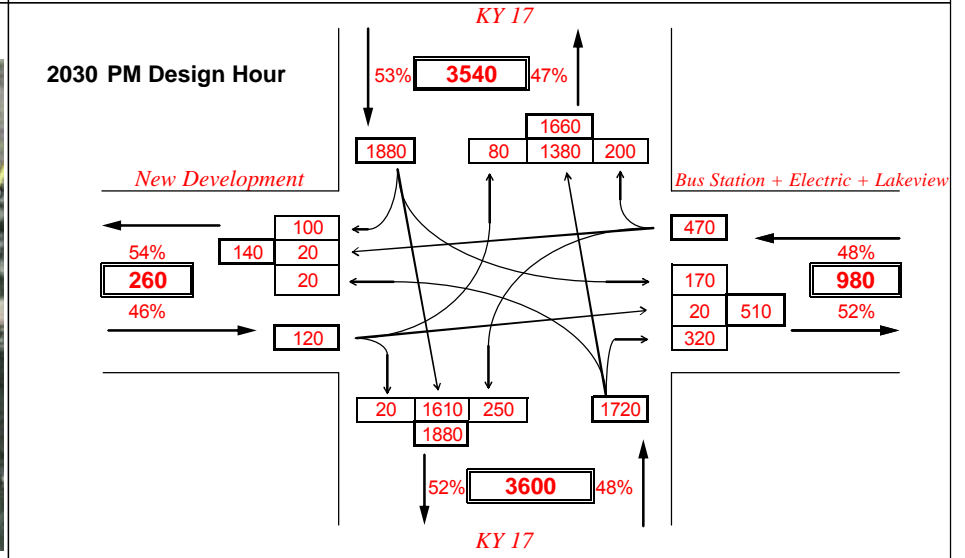 KY 17
2030 PM Design Hour
53% 3540 47%
1660
1880 80 1380 200
New Development
Bus Station + Electric + Lakeview
100
470
54% 140 20
48%
260 20
170 980
46%
20 510 52%
120
320
20 1610 250 1720
1880
52% 3600 48%
KY 17